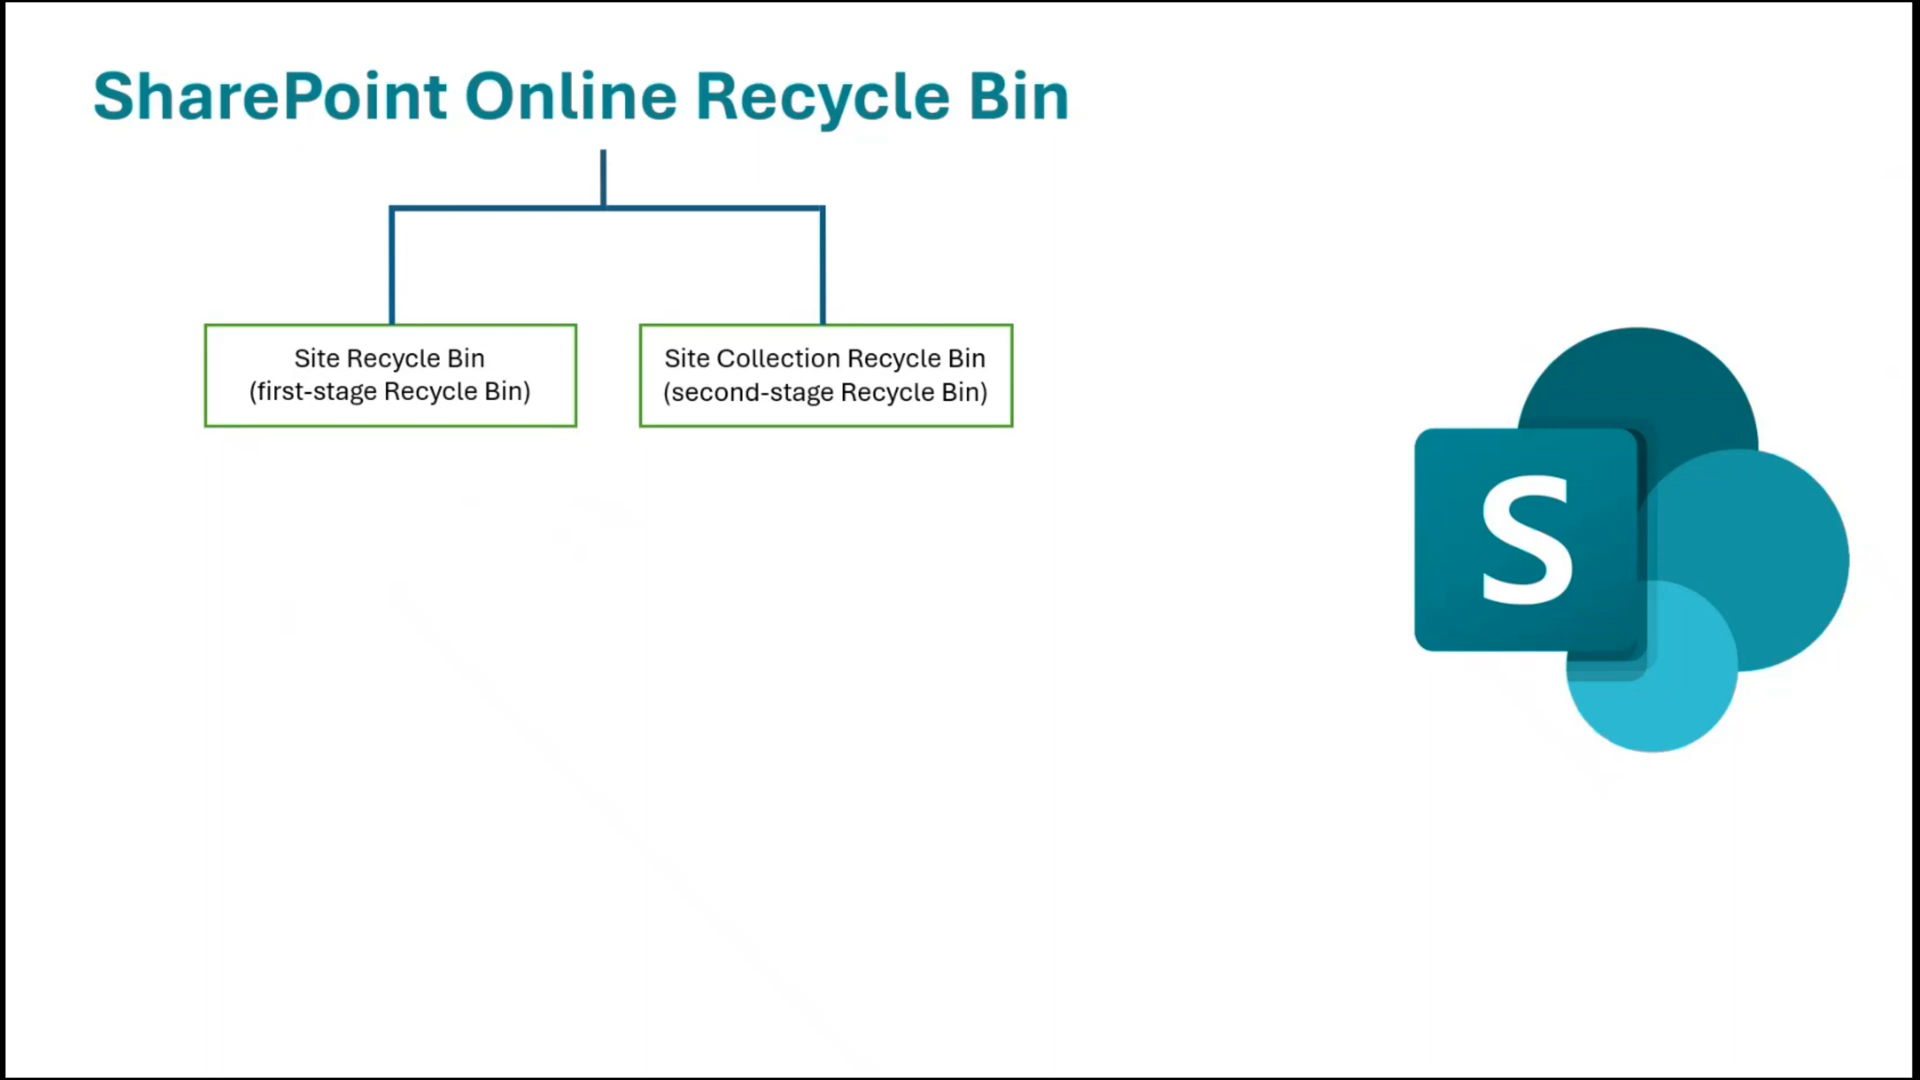 SharePoint Online Recycle Bin
Site Recycle Bin
(first-stage Recycle Bin)
Site Collection Recycle Bin
(second-stage Recycle Bin)
S